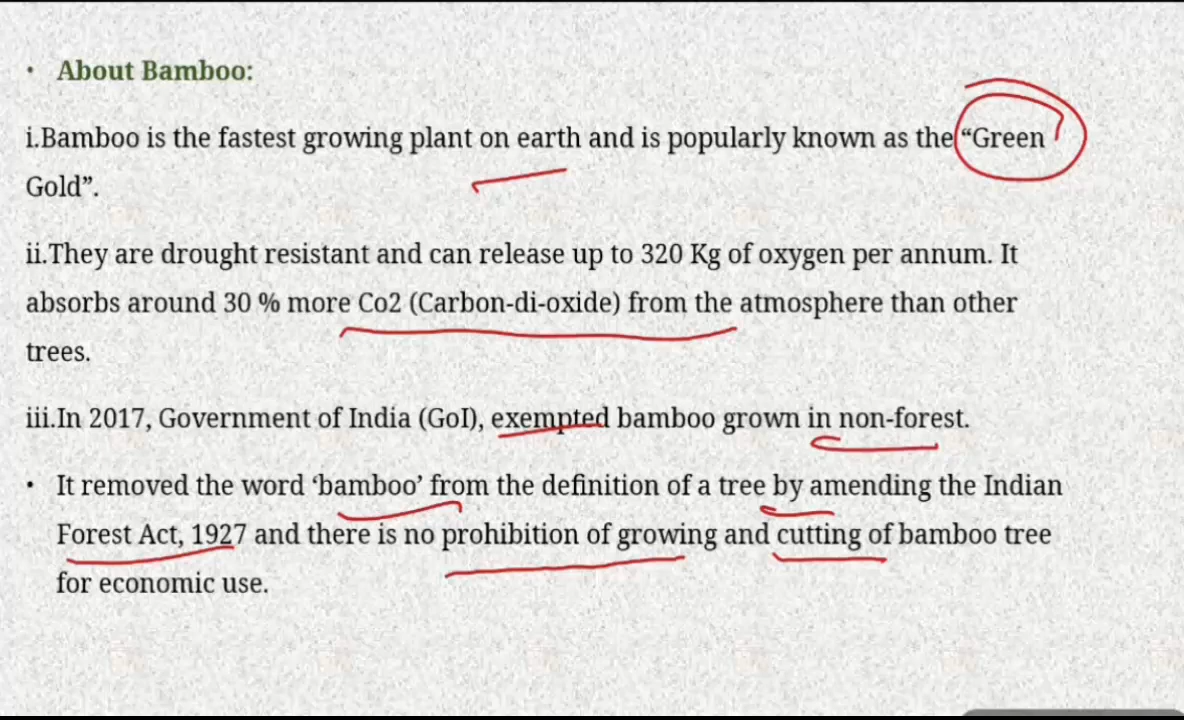 • About Bamboo:
i.Bamboo is the fastest growing plant on earth and is popularly known as the “Green
Gold”.
ii.They are drought resistant and can release up to 320 Kg of oxygen per annum. It
absorbs around 30 % more Co2 (Carbon-di-oxide) from the atmosphere than other
trees.
iii.In 2017, Government of India (GoI), exempted bamboo grown in non-forest.
• It removed the word ‘bamboo’ from the definition of a tree by amending the Indian
Forest Act, 1927 and there is no prohibition of growing and cutting of bamboo tree
for economic use.